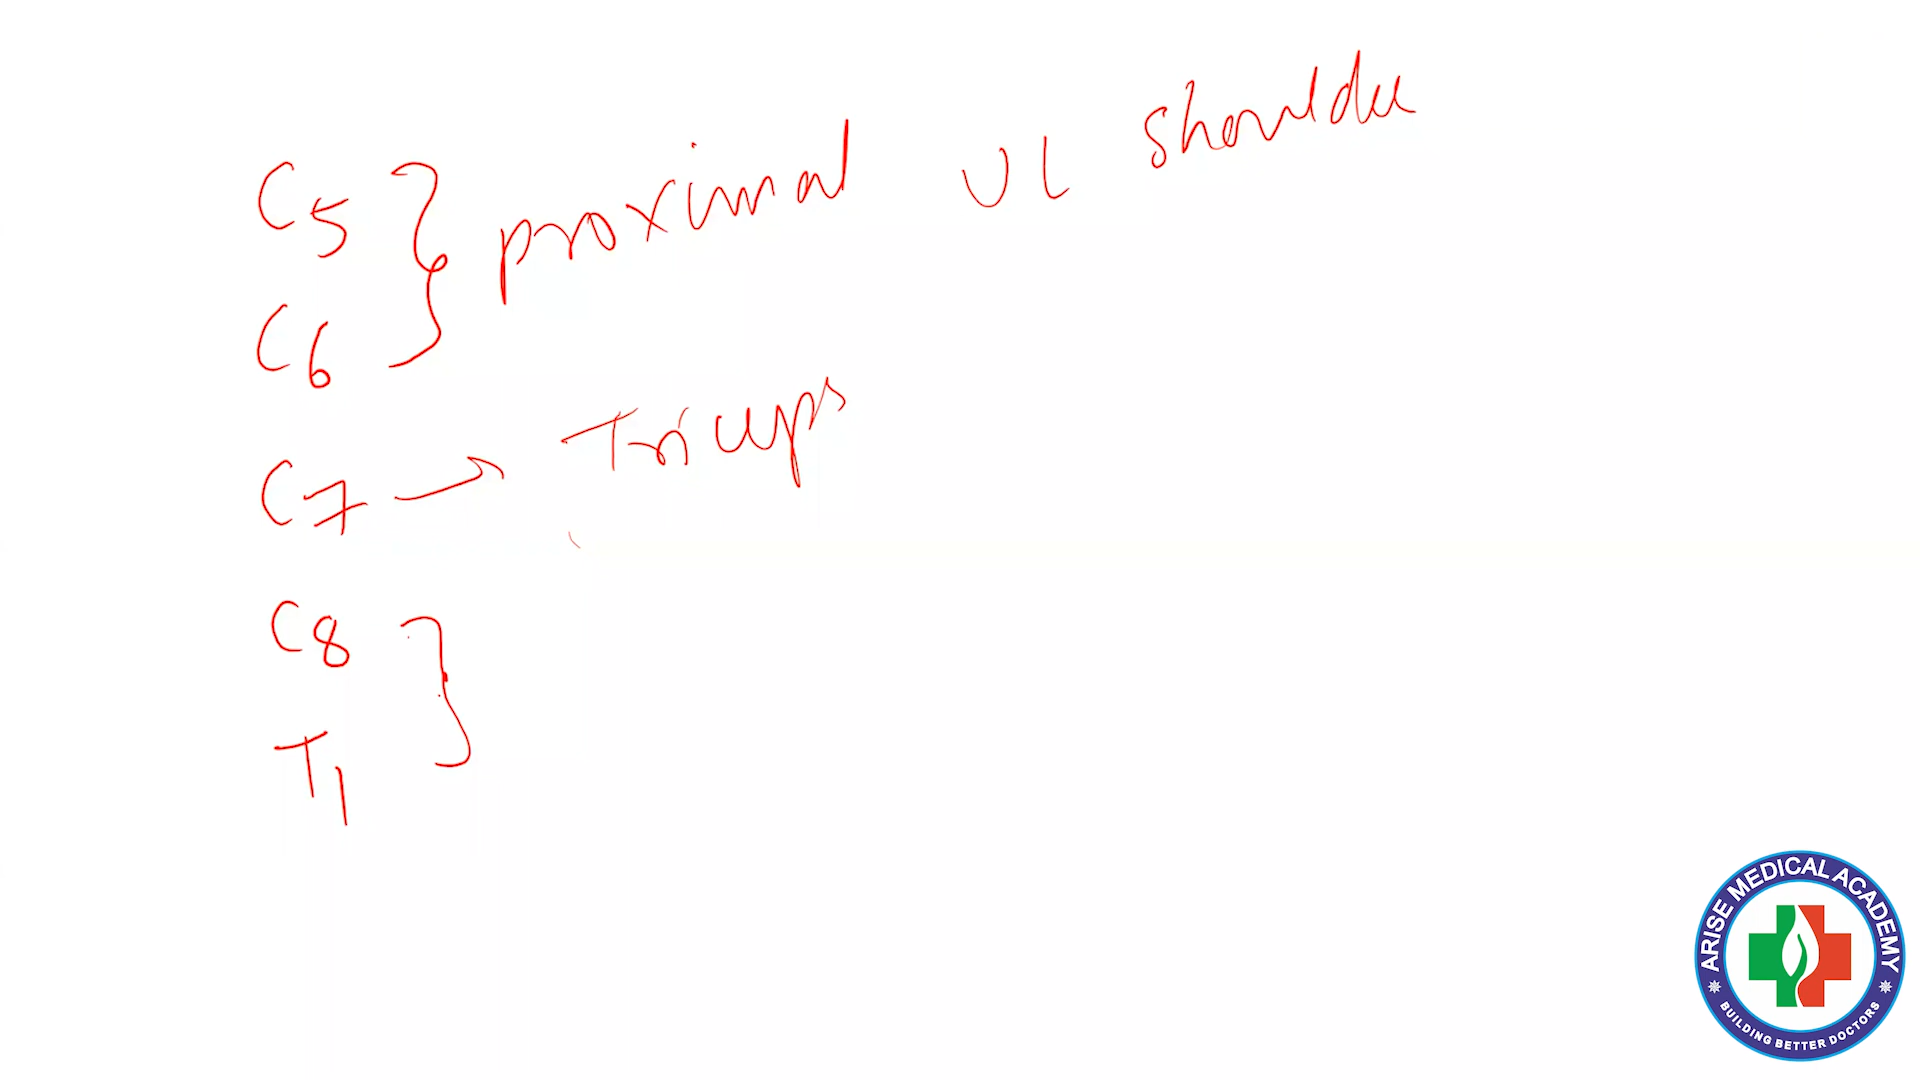 C5 } proximal UL shoulder
C6
C7 → Triceps
C8 }
T1
ARISE MEDICAL ACADEMY
BUILDING BETTER DOCTORS